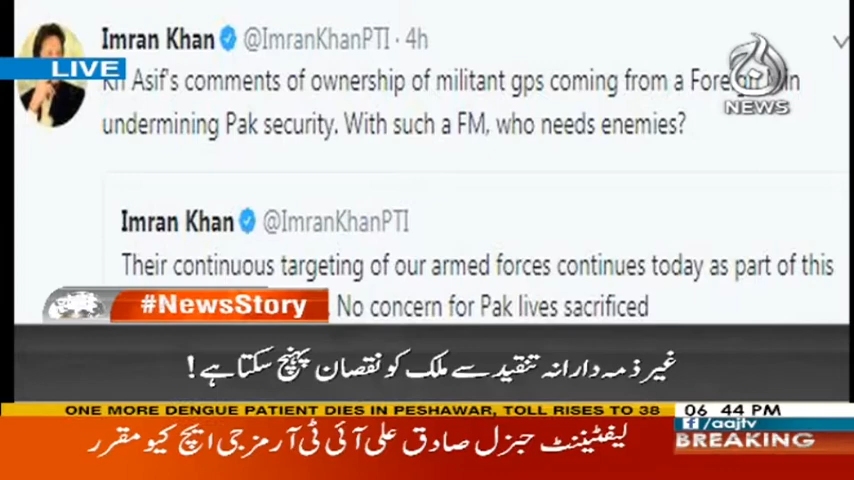 Imran Khan @ImranKhanPTI · 4h
LIVE
Kh Asif's comments of ownership of militant gps coming from a Foreign Min
undermining Pak security. With such a FM, who needs enemies?
NEWS
Imran Khan @ImranKhanPTI
Their continuous targeting of our armed forces continues today as part of this
#NewsStory
. No concern for Pak lives sacrificed
غیر ذمہ دارانہ تنقید سے ملک کو نقصان پہنچ سکتا ہے!
ONE MORE DENGUE PATIENT DIES IN PESHAWAR, TOLL RISES TO 38
06 44 PM
f/aajtv
BREAKING
لیفٹیننٹ جنرل صادق علی آئی ٹی آرمز جی ایچ کیو مقرر